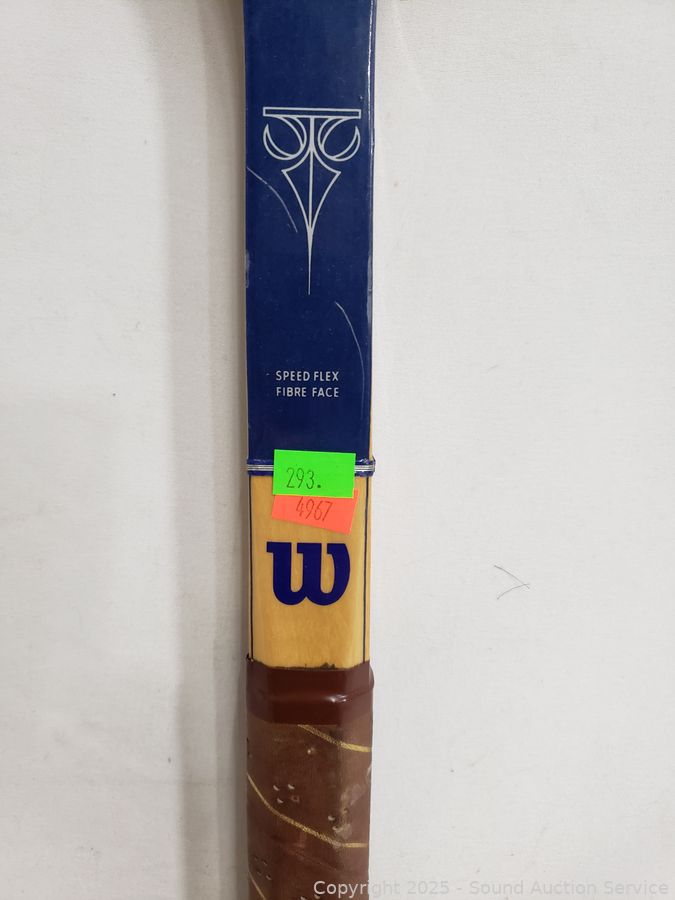 SPEED FLEX
FIBRE FACE
293.
4967
W
Copyright 2025 - Sound Auction Service